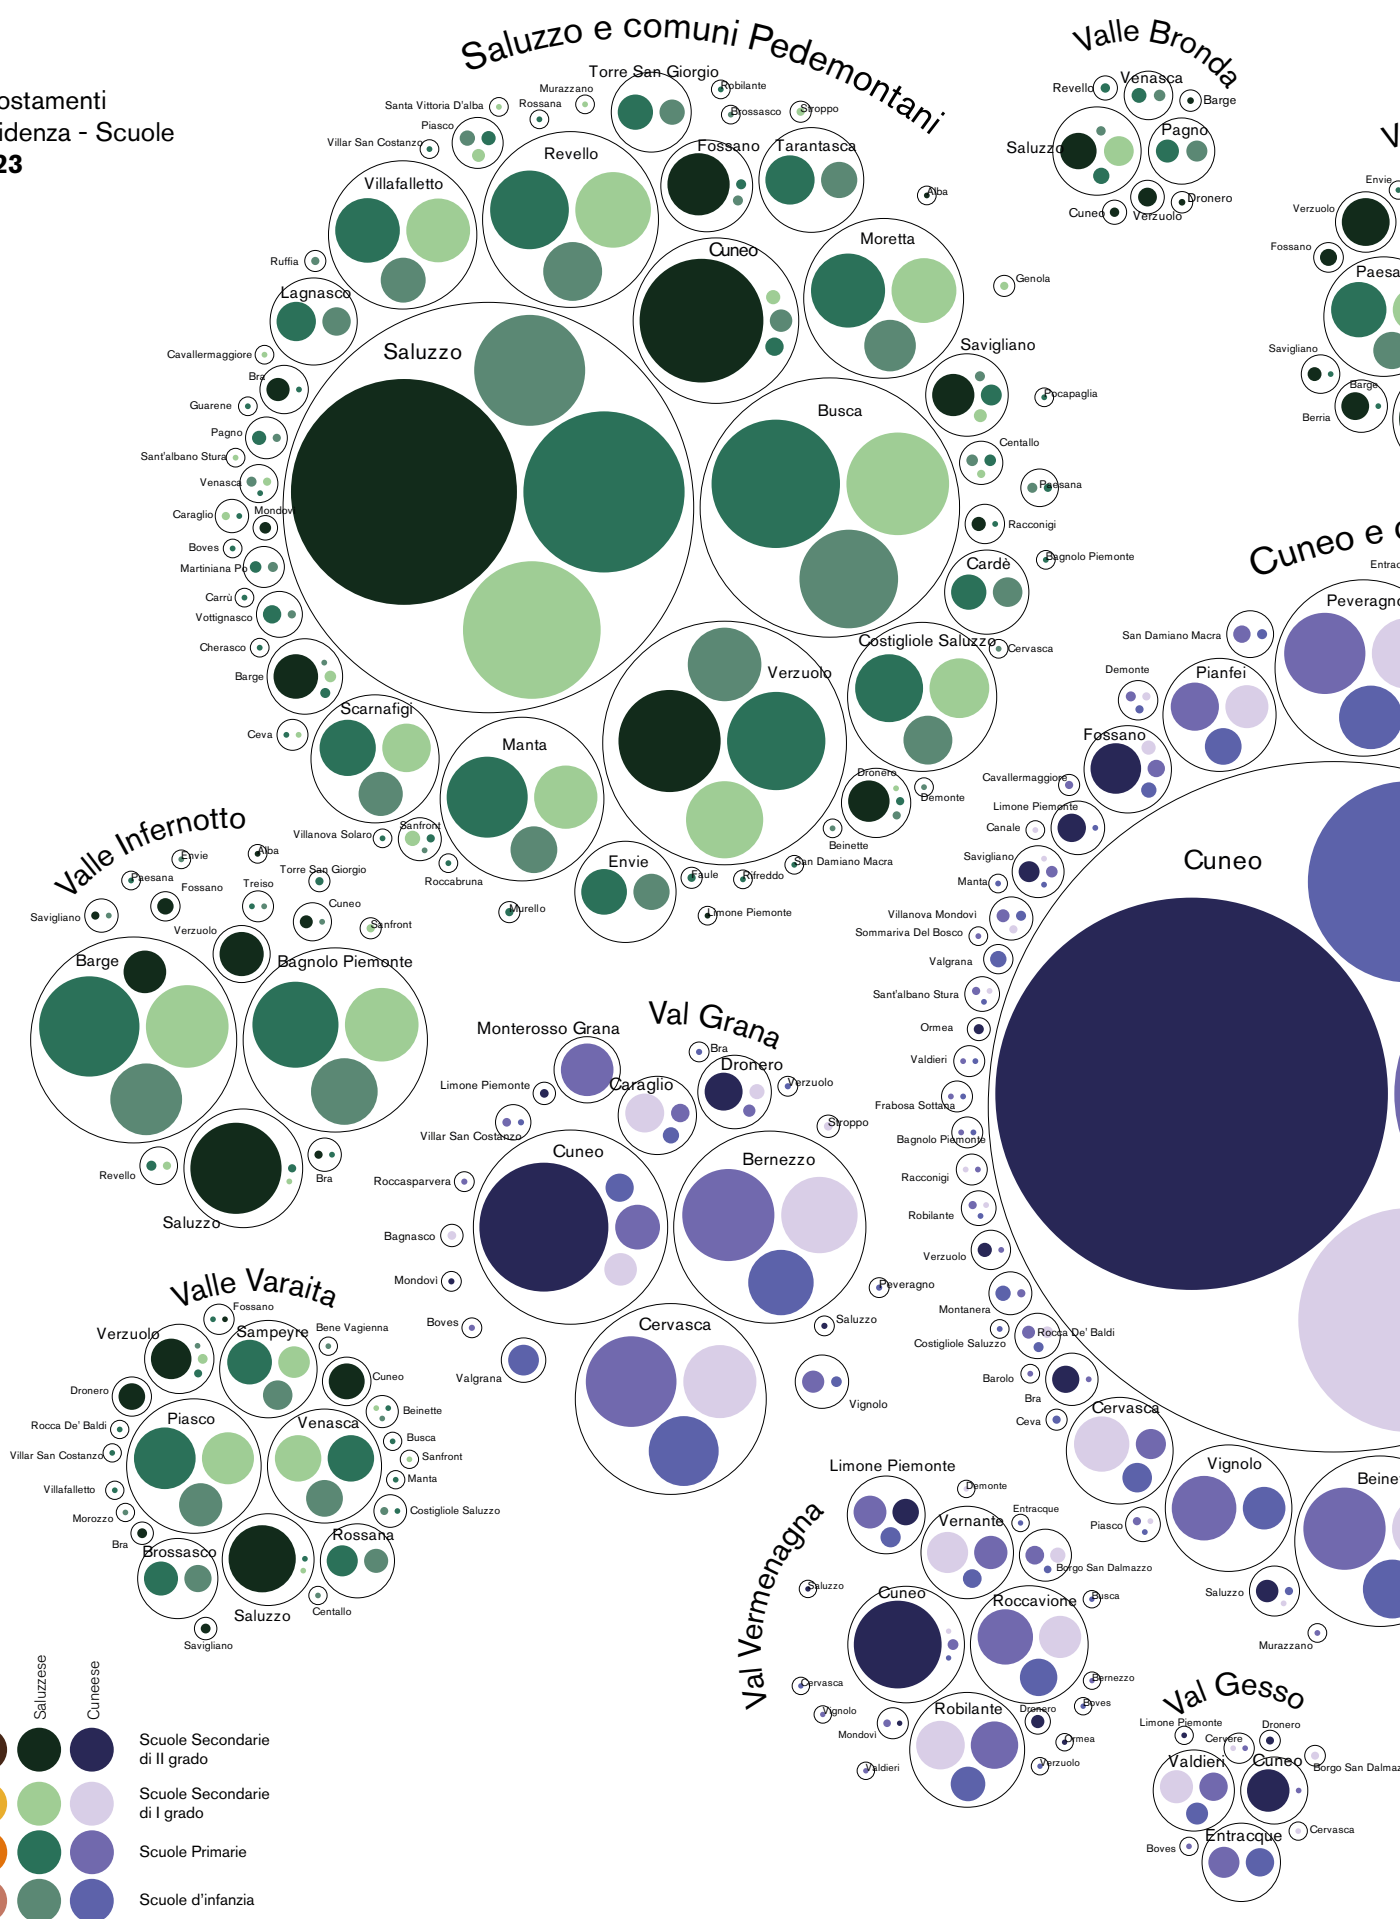 ostamenti
idenza - Scuole
23
Saluzzo e comuni Pedemontani
Torre San Giorgio
Robilante
Murazzano
Santa Vittoria D'alba
Rossana
Brossasco
Stroppo
Piasco
Villar San Costanzo
Revello
Fossano
Tarantasca
Villafalletto
Alba
Cuneo
Moretta
Ruffia
Genola
Lagnasco
Saluzzo
Savigliano
Cavallermaggiore
Bra
Pocapaglia
Guarene
Busca
Pagno
Centallo
Sant'albano Stura
Venasca
Paesana
Caraglio
Mondovì
Racconigi
Boves
Bagnolo Piemonte
Martiniana Po
Cardè
Carrù
Vottignasco
Cherasco
Costigliole Saluzzo
Cervasca
Barge
Verzuolo
Scarnafigi
Ceva
Manta
Dronero
Demonte
Villanova Solaro
Sanfront
Beinette
Roccabruna
Envie
San Damiano Macra
Faule
Rifreddo
Murello
Limone Piemonte
Valle Bronda
Revello
Venasca
Barge
Saluzzo
Pagno
Cuneo
Verzuolo
Dronero
V
Envie
Verzuolo
Fossano
Paesa
Savigliano
Barge
Berria
Valle Infernotto
Envie
Alba
Paesana
Fossano
Treiso
Torre San Giorgio
Savigliano
Cuneo
Verzuolo
Sanfront
Barge
Bagnolo Piemonte
Revello
Bra
Saluzzo
Val Grana
Monterosso Grana
Bra
Limone Piemonte
Caraglio
Dronero
Verzuolo
Villar San Costanzo
Stroppo
Cuneo
Bernezzo
Roccasparvera
Bagnasco
Mondovì
Peveragno
Boves
Cervasca
Saluzzo
Valgrana
Vignolo
Cuneo e c
Entrac
Peveragno
San Damiano Macra
Demonte
Pianfei
Fossano
Cavallermaggiore
Limone Piemonte
Canale
Savigliano
Cuneo
Manta
Villanova Mondovì
Sommariva Del Bosco
Valgrana
Sant'albano Stura
Ormea
Valdieri
Frabosa Sottana
Bagnolo Piemonte
Racconigi
Robilante
Verzuolo
Montanera
Costigliole Saluzzo
Rocca De' Baldi
Barolo
Bra
Ceva
Cervasca
Vignolo
Beine
Piasco
Saluzzo
Murazzano
Valle Varaita
Fossano
Verzuolo
Sampeyre
Bene Vagienna
Dronero
Cuneo
Piasco
Venasca
Beinette
Rocca De' Baldi
Busca
Villar San Costanzo
Sanfront
Villafalletto
Manta
Morozzo
Costigliole Saluzzo
Bra
Brossasco
Rossana
Saluzzo
Centallo
Savigliano
Val Vermenagna
Limone Piemonte
Demonte
Vernante
Entracque
Borgo San Dalmazzo
Saluzzo
Cuneo
Roccavione
Busca
Cervasca
Bernezzo
Vignolo
Robilante
Dronero
Boves
Mondovì
Ormea
Valdieri
Verzuolo
Val Gesso
Limone Piemonte
Dronero
Cervere
Valdieri
Cuneo
Borgo San Dalmaz
Cervasca
Entracque
Boves
Saluzzese
Cuneese
Scuole Secondarie
di II grado
Scuole Secondarie
di I grado
Scuole Primarie
Scuole d'infanzia